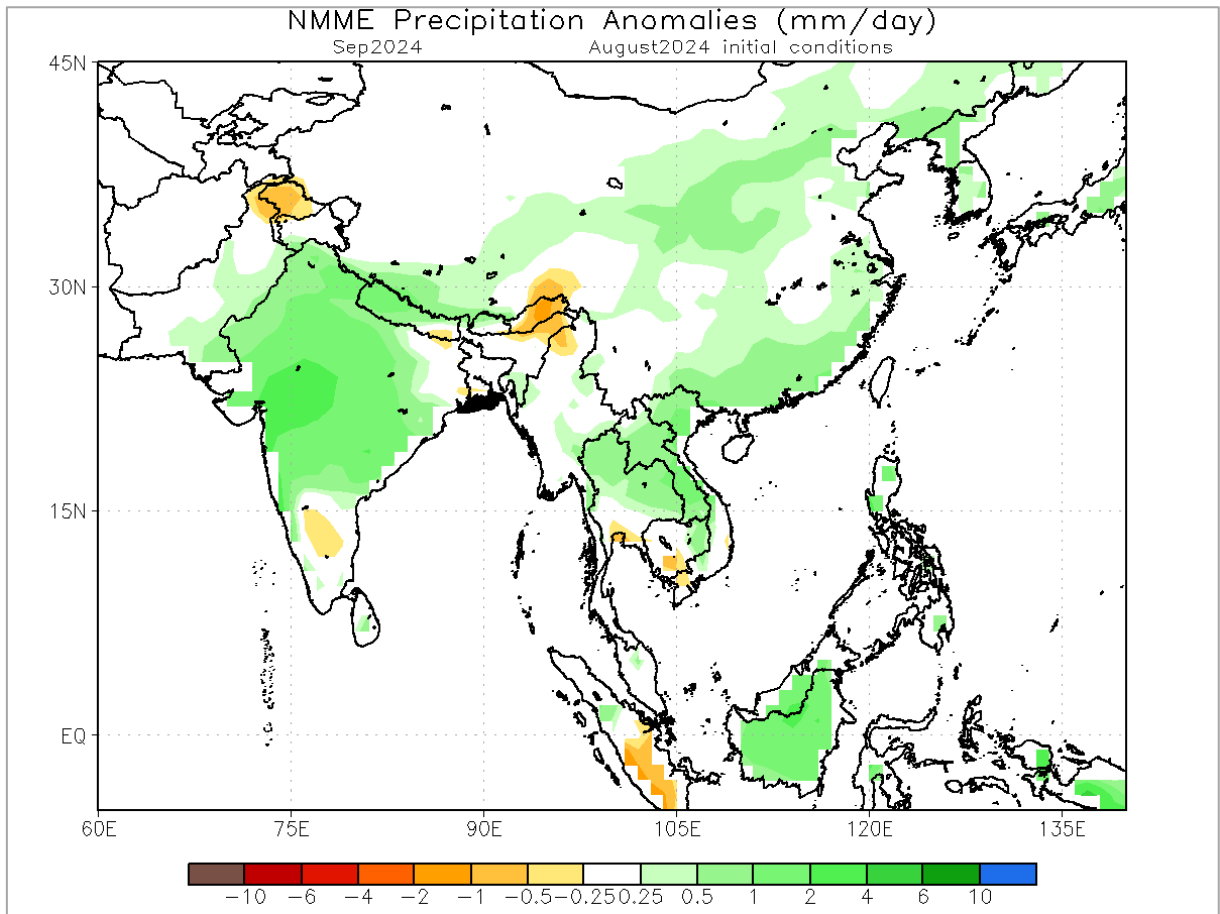 NMME Precipitation Anomalies (mm/day)
Sep2024 August2024 initial conditions
45N
30N
15N
EQ
60E 75E 90E 105E 120E 135E
-10 -6 -4 -2 -1 -0.5 -0.25 0.25 0.5 1 2 4 6 10